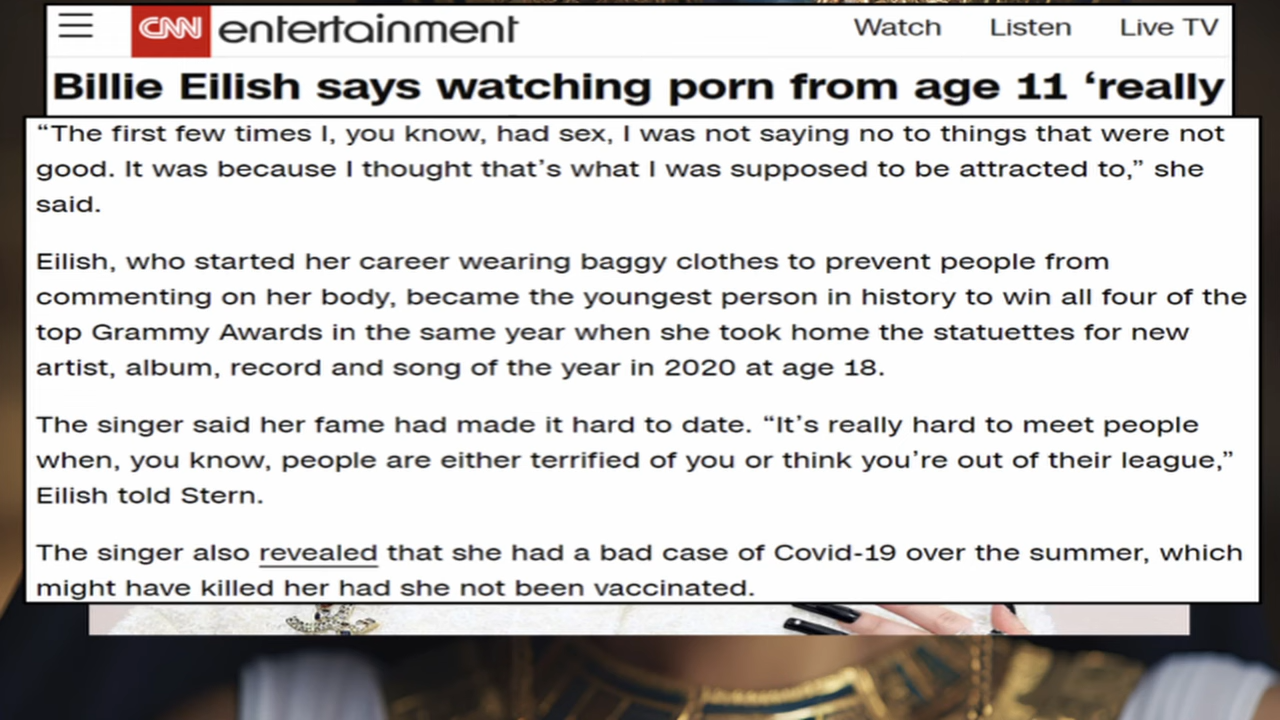 CNN entertainment Watch Listen Live TV
Billie Eilish says watching porn from age 11 ‘really
“The first few times I, you know, had sex, I was not saying no to things that were not
good. It was because I thought that’s what I was supposed to be attracted to,” she
said.
Eilish, who started her career wearing baggy clothes to prevent people from
commenting on her body, became the youngest person in history to win all four of the
top Grammy Awards in the same year when she took home the statuettes for new
artist, album, record and song of the year in 2020 at age 18.
The singer said her fame had made it hard to date. “It’s really hard to meet people
when, you know, people are either terrified of you or think you’re out of their league,”
Eilish told Stern.
The singer also revealed that she had a bad case of Covid-19 over the summer, which
might have killed her had she not been vaccinated.